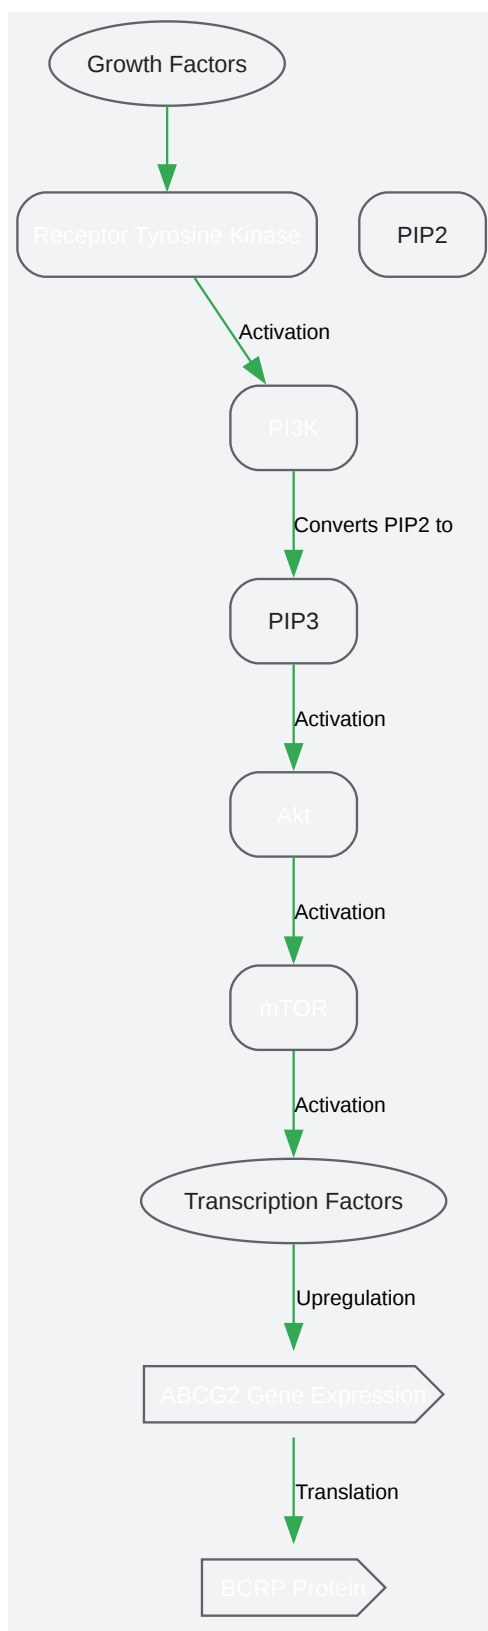 Growth Factors
Receptor Tyrosine Kinase
PIP2
Activation
PI3K
Converts PIP2 to
PIP3
Activation
Akt
Activation
mTOR
Activation
Transcription Factors
Upregulation
ABCG2 Gene Expression
Translation
BCRP Protein